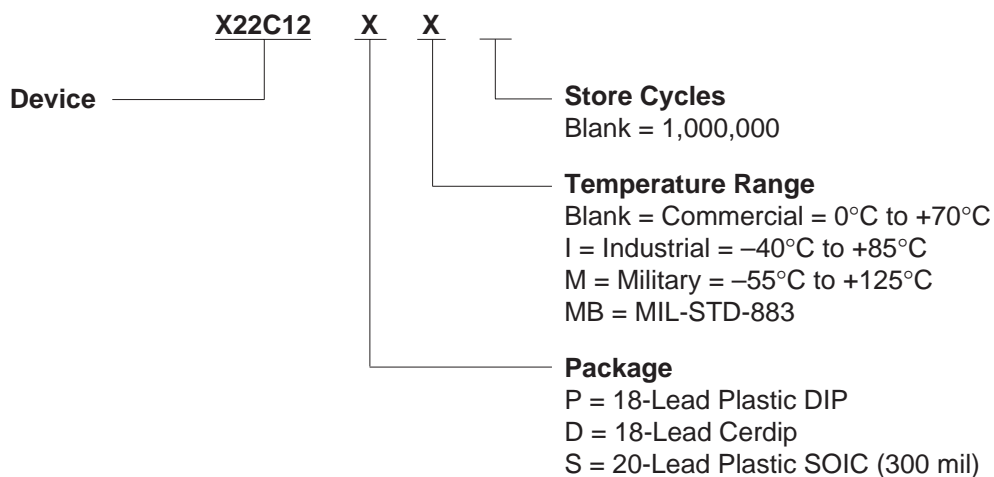 X22C12 X X
Device
Store Cycles
Blank = 1,000,000
Temperature Range
Blank = Commercial = 0°C to +70°C
I = Industrial = –40°C to +85°C
M = Military = –55°C to +125°C
MB = MIL-STD-883
Package
P = 18-Lead Plastic DIP
D = 18-Lead Cerdip
S = 20-Lead Plastic SOIC (300 mil)